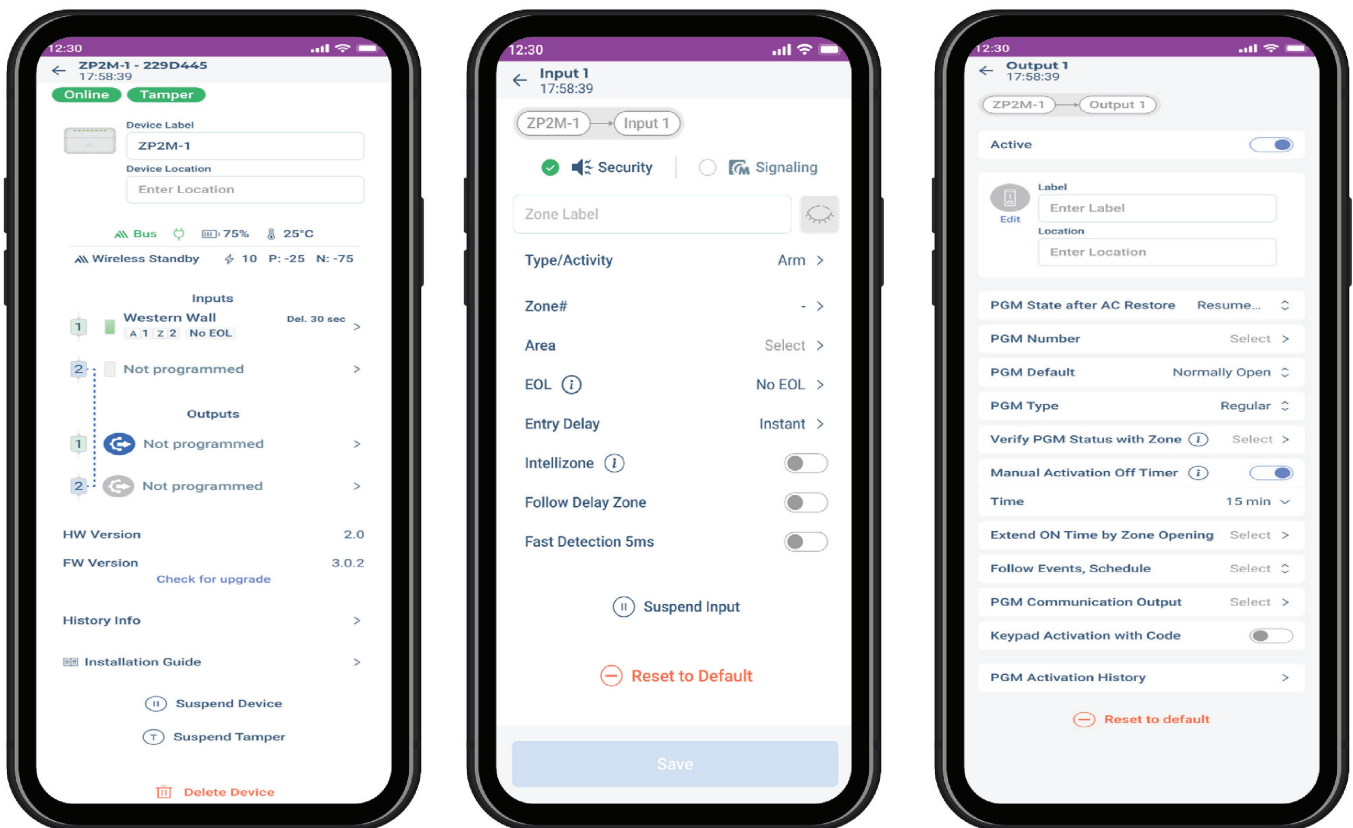 12:30
ZP2M-1 - 229D445
17:58:39
Online Tamper
Device Label
ZP2M-1
Device Location
Enter Location
Bus 75% 25°C
Wireless Standby 10 P: -25 N: -75
Inputs
1 Western Wall Del. 30 sec
A 1 Z 2 No EOL
2 Not programmed
Outputs
1 Not programmed
2 Not programmed
HW Version 2.0
FW Version 3.0.2
Check for upgrade
History Info
Installation Guide
Suspend Device
T Suspend Tamper
Delete Device
12:30
Input 1
17:58:39
ZP2M-1 Input 1
Security Signaling
Zone Label
Type/Activity Arm
Zone# -
Area Select
EOL i No EOL
Entry Delay Instant
Intellizone i
Follow Delay Zone
Fast Detection 5ms
Suspend Input
Reset to Default
Save
12:30
Output 1
17:58:39
ZP2M-1 Output 1
Active
Label
Enter Label
Edit
Location
Enter Location
PGM State after AC Restore Resume...
PGM Number Select
PGM Default Normally Open
PGM Type Regular
Verify PGM Status with Zone i Select
Manual Activation Off Timer i
Time 15 min
Extend ON Time by Zone Opening Select
Follow Events, Schedule Select
PGM Communication Output Select
Keypad Activation with Code
PGM Activation History
Reset to default